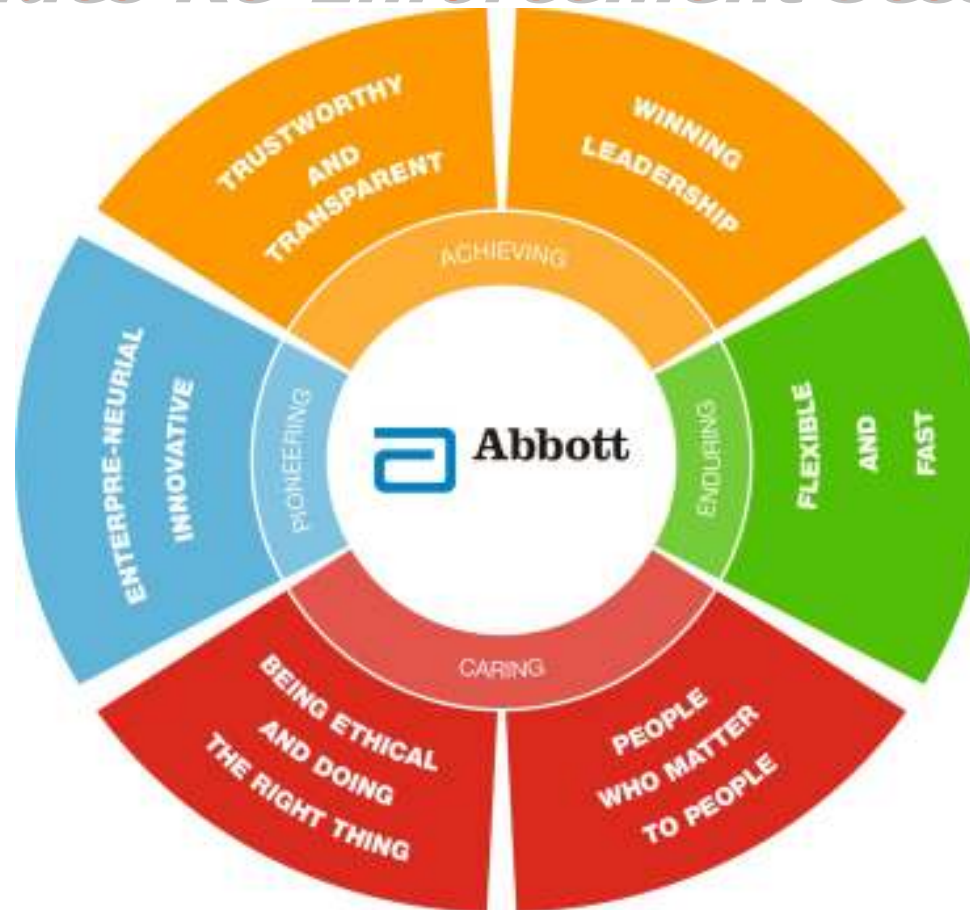 TRUSTWORTHY
AND
TRANSPARENT
WINNING
LEADERSHIP
ACHIEVING
ENTERPRE-NEURIAL
INNOVATIVE
PIONEERING
Abbott
ENDURING
FLEXIBLE
AND
FAST
CARING
BEING ETHICAL
AND DOING
THE RIGHT THING
PEOPLE
WHO MATTER
TO PEOPLE